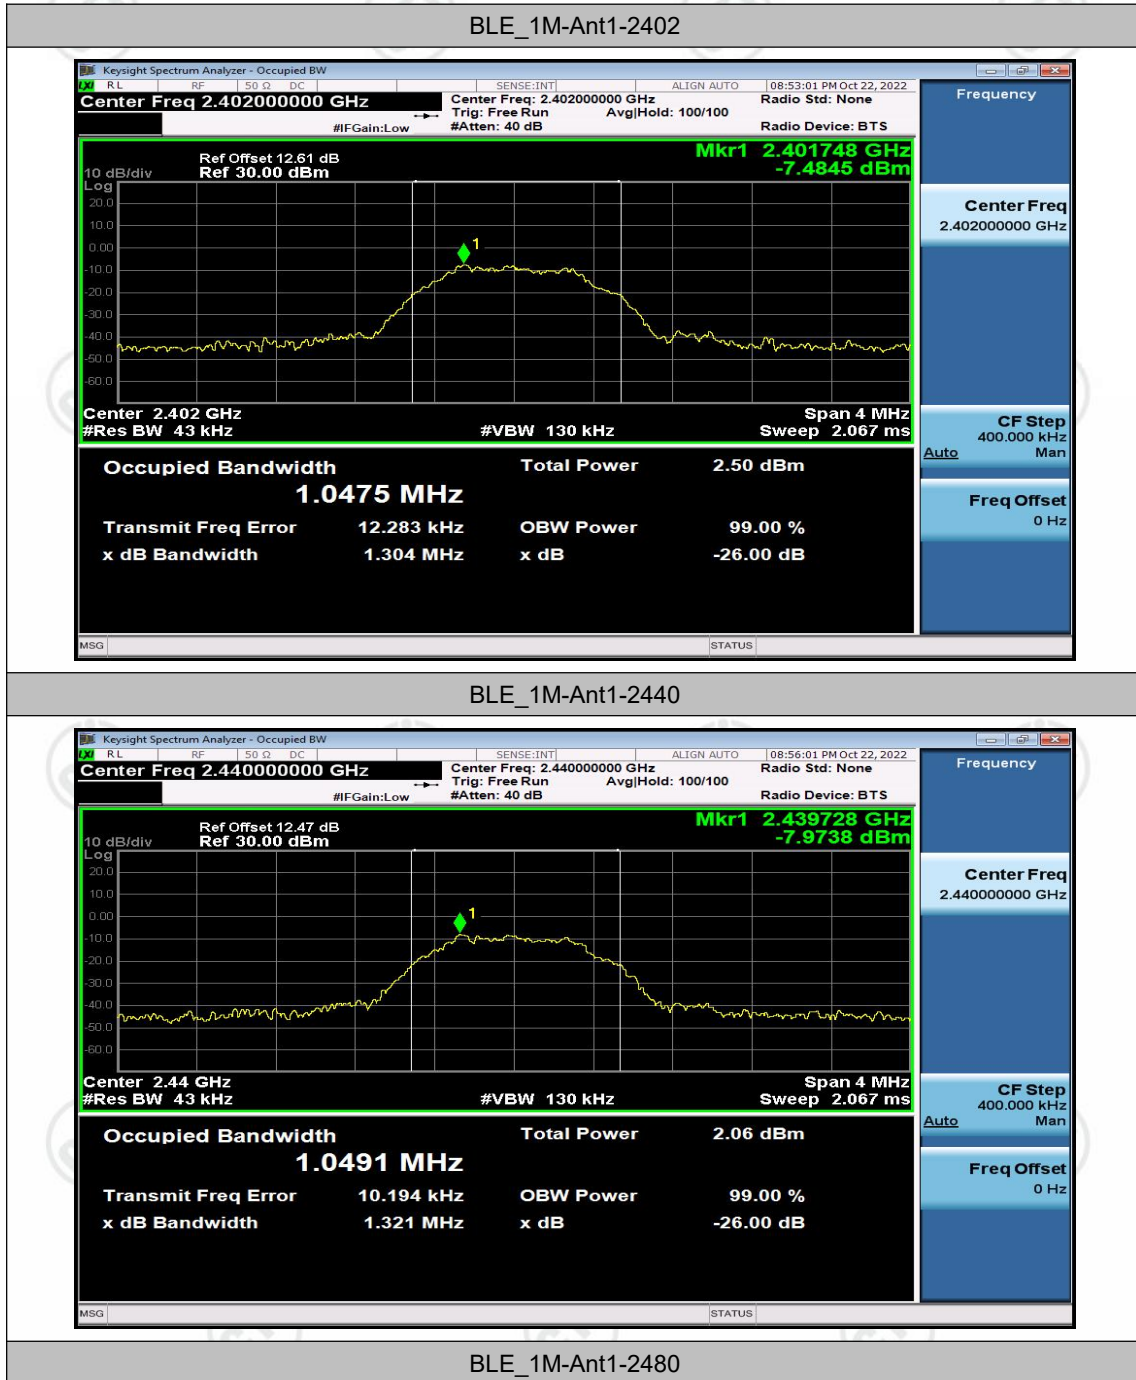 BLE_1M-Ant1-2402
Keysight Spectrum Analyzer - Occupied BW
LXI RL RF 50 Ω DC SENSE:INT ALIGN AUTO 08:53:01 PM Oct 22, 2022
Center Freq 2.402000000 GHz Center Freq: 2.402000000 GHz Radio Std: None Frequency
Trig: Free Run Avg|Hold: 100/100
#IFGain:Low #Atten: 40 dB Radio Device: BTS
Mkr1 2.401748 GHz
Ref Offset 12.61 dB
10 dB/div Ref 30.00 dBm -7.4845 dBm
Log
20.0
10.0
0.00
-10.0
-20.0
-30.0
-40.0
-50.0
-60.0
1
Center Freq
2.402000000 GHz
Center 2.402 GHz Span 4 MHz
#Res BW 43 kHz #VBW 130 kHz Sweep 2.067 ms
CF Step
400.000 kHz
Auto Man
Occupied Bandwidth Total Power 2.50 dBm
1.0475 MHz
Freq Offset
0 Hz
Transmit Freq Error 12.283 kHz OBW Power 99.00 %
x dB Bandwidth 1.304 MHz x dB -26.00 dB
MSG STATUS
BLE_1M-Ant1-2440
Keysight Spectrum Analyzer - Occupied BW
LXI RL RF 50 Ω DC SENSE:INT ALIGN AUTO 08:56:01 PM Oct 22, 2022
Center Freq 2.440000000 GHz Center Freq: 2.440000000 GHz Radio Std: None Frequency
Trig: Free Run Avg|Hold: 100/100
#IFGain:Low #Atten: 40 dB Radio Device: BTS
Mkr1 2.439728 GHz
Ref Offset 12.47 dB
10 dB/div Ref 30.00 dBm -7.9738 dBm
Log
20.0
10.0
0.00
-10.0
-20.0
-30.0
-40.0
-50.0
-60.0
1
Center Freq
2.440000000 GHz
Center 2.44 GHz Span 4 MHz
#Res BW 43 kHz #VBW 130 kHz Sweep 2.067 ms
CF Step
400.000 kHz
Auto Man
Occupied Bandwidth Total Power 2.06 dBm
1.0491 MHz
Freq Offset
0 Hz
Transmit Freq Error 10.194 kHz OBW Power 99.00 %
x dB Bandwidth 1.321 MHz x dB -26.00 dB
MSG STATUS
BLE_1M-Ant1-2480